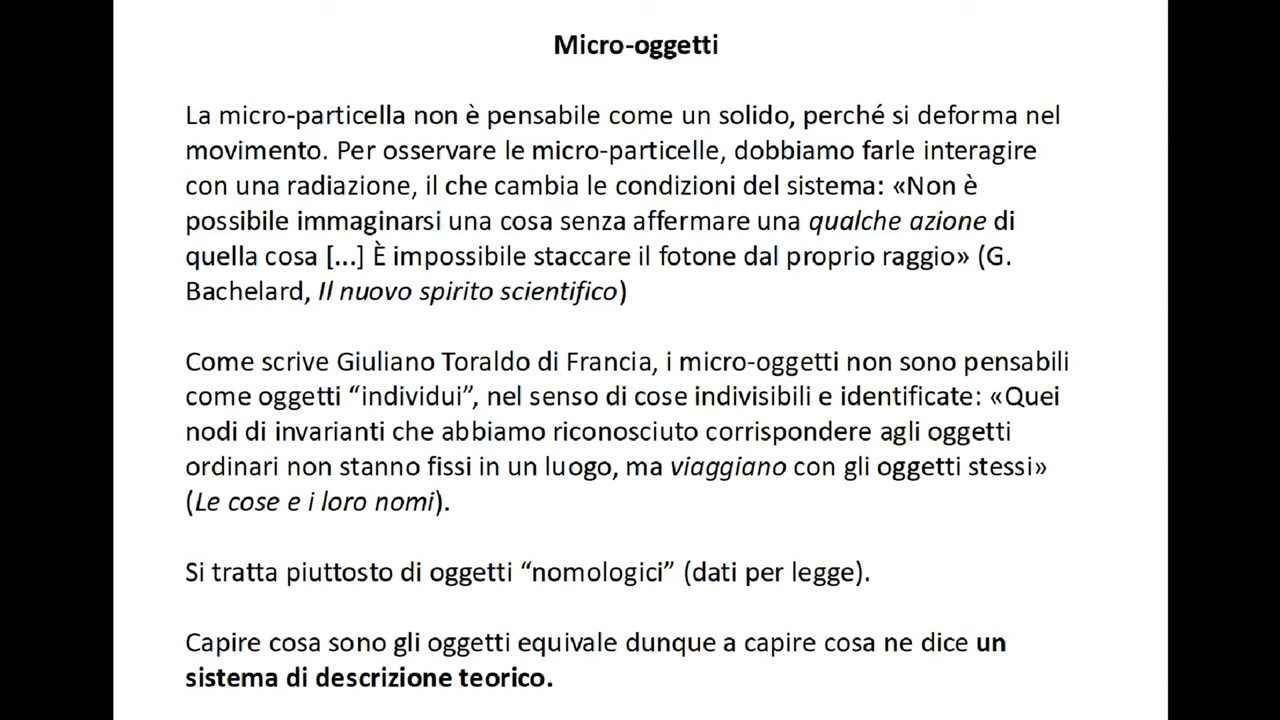 Micro-oggetti
La micro-particella non è pensabile come un solido, perché si deforma nel
movimento. Per osservare le micro-particelle, dobbiamo farle interagire
con una radiazione, il che cambia le condizioni del sistema: «Non è
possibile immaginarsi una cosa senza affermare una qualche azione di
quella cosa [...] È impossibile staccare il fotone dal proprio raggio» (G.
Bachelard, Il nuovo spirito scientifico)
Come scrive Giuliano Toraldo di Francia, i micro-oggetti non sono pensabili
come oggetti “individui”, nel senso di cose indivisibili e identificate: «Quei
nodi di invarianti che abbiamo riconosciuto corrispondere agli oggetti
ordinari non stanno fissi in un luogo, ma viaggiano con gli oggetti stessi»
(Le cose e i loro nomi).
Si tratta piuttosto di oggetti “nomologici” (dati per legge).
Capire cosa sono gli oggetti equivale dunque a capire cosa ne dice un
sistema di descrizione teorico.